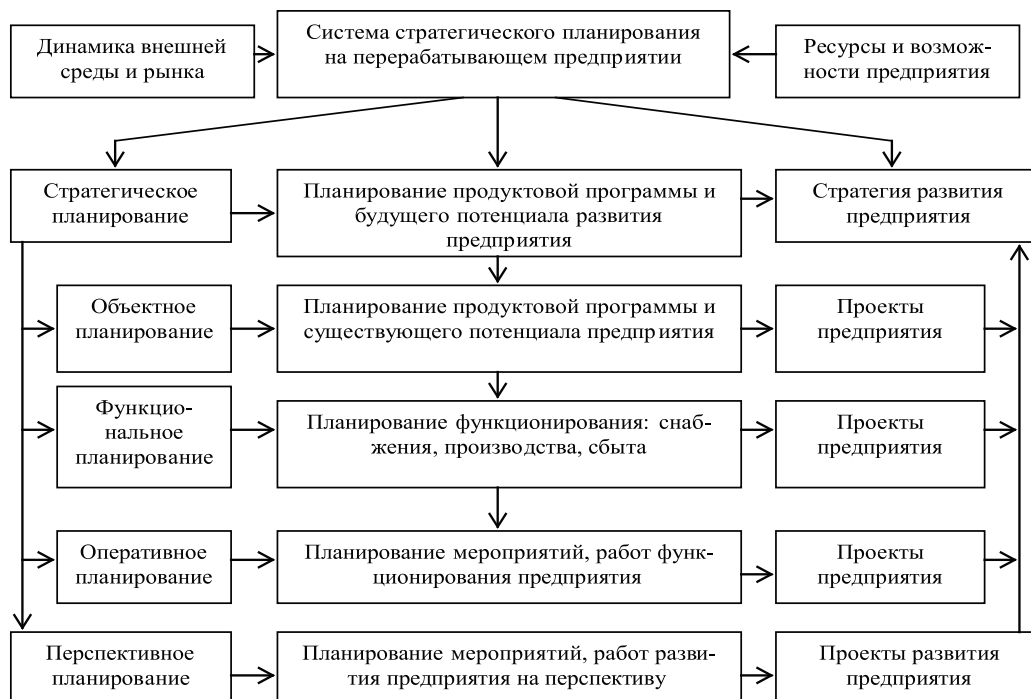 Динамика внешней
среды и рынка
Система стратегического планирования
на перерабатывающем предприятии
Ресурсы и возмож-
ности предприятия
Стратегическое
планирование
Планирование продуктовой программы и
будущего потенциала развития
предприятия
Стратегия развития
предприятия
Объектное
планирование
Планирование продуктовой программы и
существующего потенциала предприятия
Проекты
предприятия
Функцио-
нальное
планирование
Планирование функционирования: снаб-
жения, производства, сбыта
Проекты
предприятия
Оперативное
планирование
Планирование мероприятий, работ функ-
ционирования предприятия
Проекты
предприятия
Перспективное
планирование
Планирование мероприятий, работ разви-
тия предприятия на перспективу
Проекты развития
предприятия